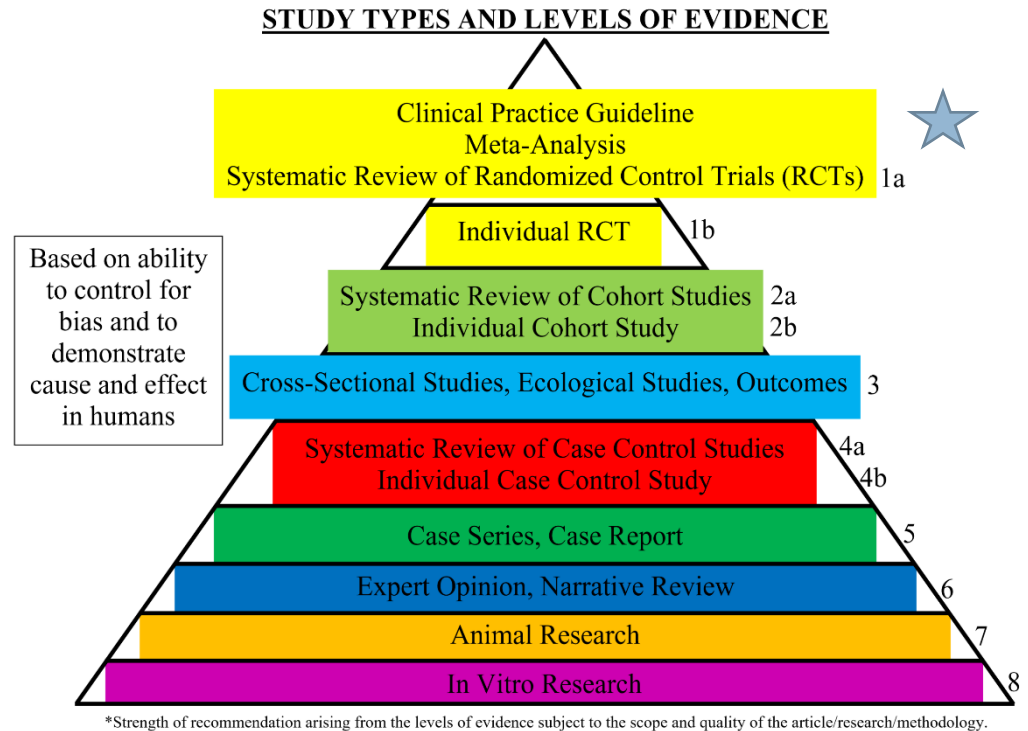 STUDY TYPES AND LEVELS OF EVIDENCE
Clinical Practice Guideline
Meta-Analysis
Systematic Review of Randomized Control Trials (RCTs)
1a
Individual RCT
1b
Based on ability
to control for
bias and to
demonstrate
cause and effect
in humans
Systematic Review of Cohort Studies
2a
Individual Cohort Study
2b
Cross-Sectional Studies, Ecological Studies, Outcomes
3
Systematic Review of Case Control Studies
4a
Individual Case Control Study
4b
Case Series, Case Report
5
Expert Opinion, Narrative Review
6
Animal Research
7
In Vitro Research
8
*Strength of recommendation arising from the levels of evidence subject to the scope and quality of the article/research/methodology.